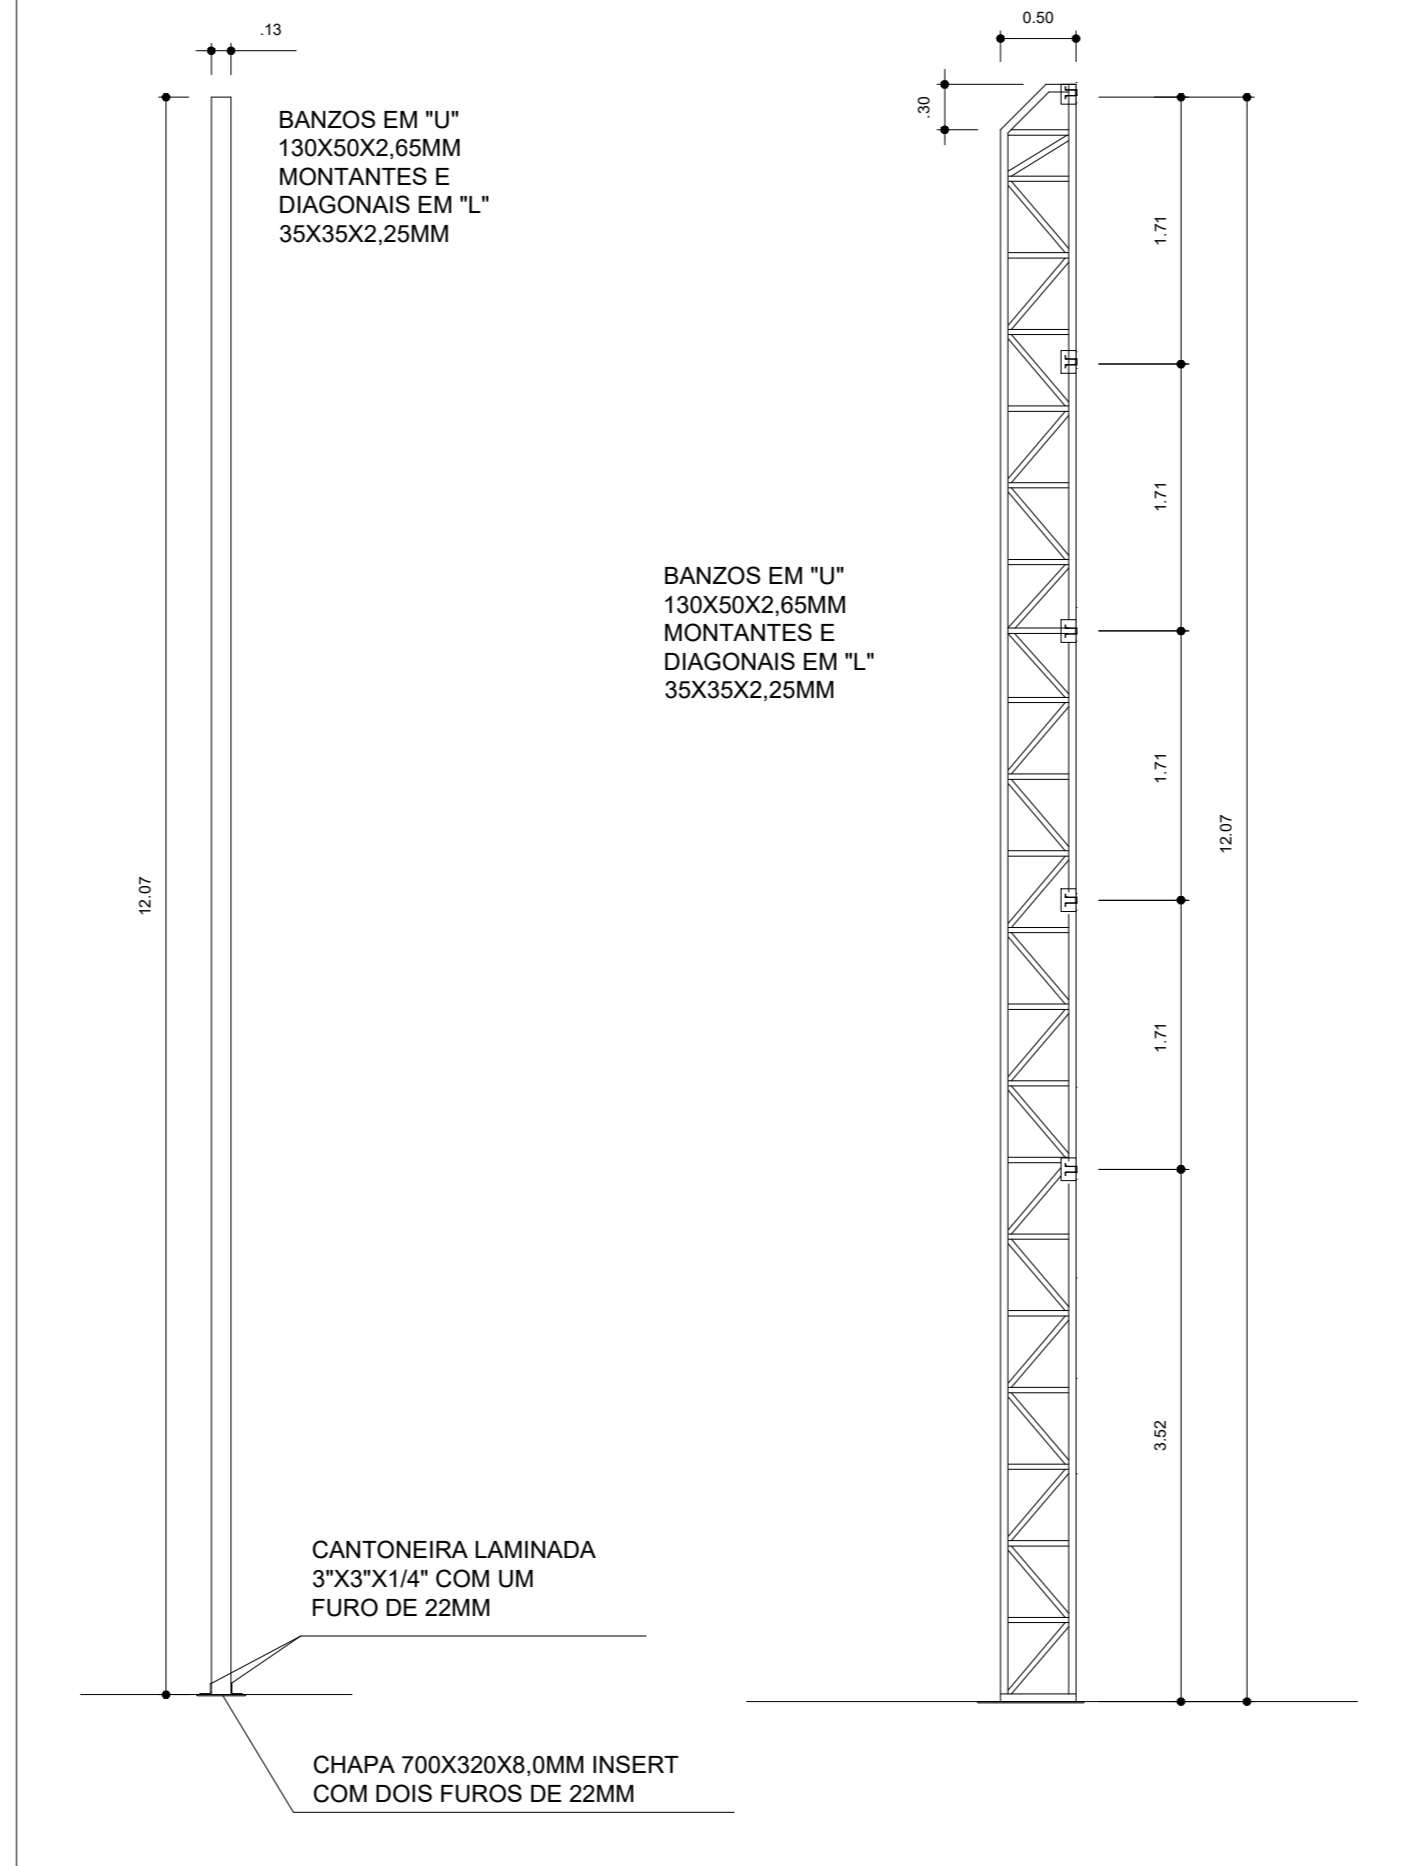 .13
0.50
.30
BANZOS EM "U"
130X50X2,65MM
MONTANTES E
DIAGONAIS EM "L"
35X35X2,25MM
1.71
1.71
BANZOS EM "U"
130X50X2,65MM
MONTANTES E
DIAGONAIS EM "L"
35X35X2,25MM
1.71
12.07
12.07
1.71
3.52
CANTONEIRA LAMINADA
3"X3"X1/4" COM UM
FURO DE 22MM
CHAPA 700X320X8,0MM INSERT
COM DOIS FUROS DE 22MM